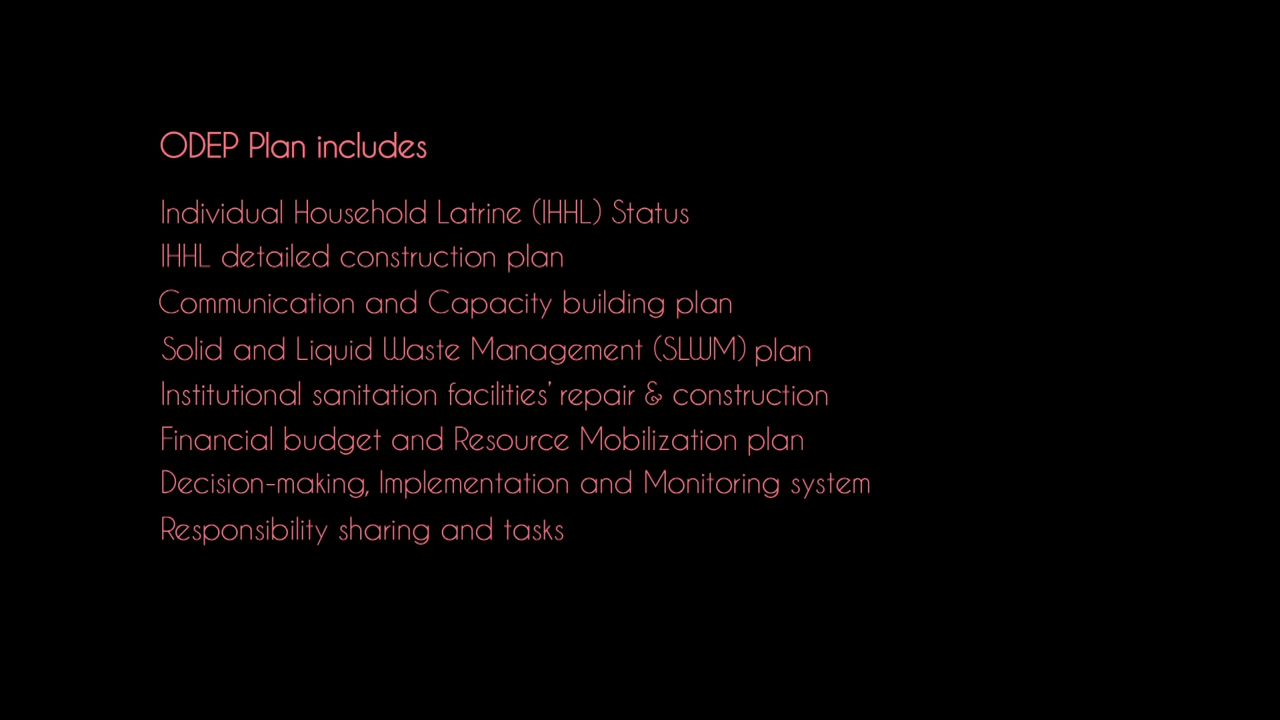 ODEP Plan includes
Individual Household Latrine (IHHL) Status
IHHL detailed construction plan
Communication and Capacity building plan
Solid and Liquid Waste Management (SLWM) plan
Institutional sanitation facilities’ repair & construction
Financial budget and Resource Mobilization plan
Decision-making, Implementation and Monitoring system
Responsibility sharing and tasks